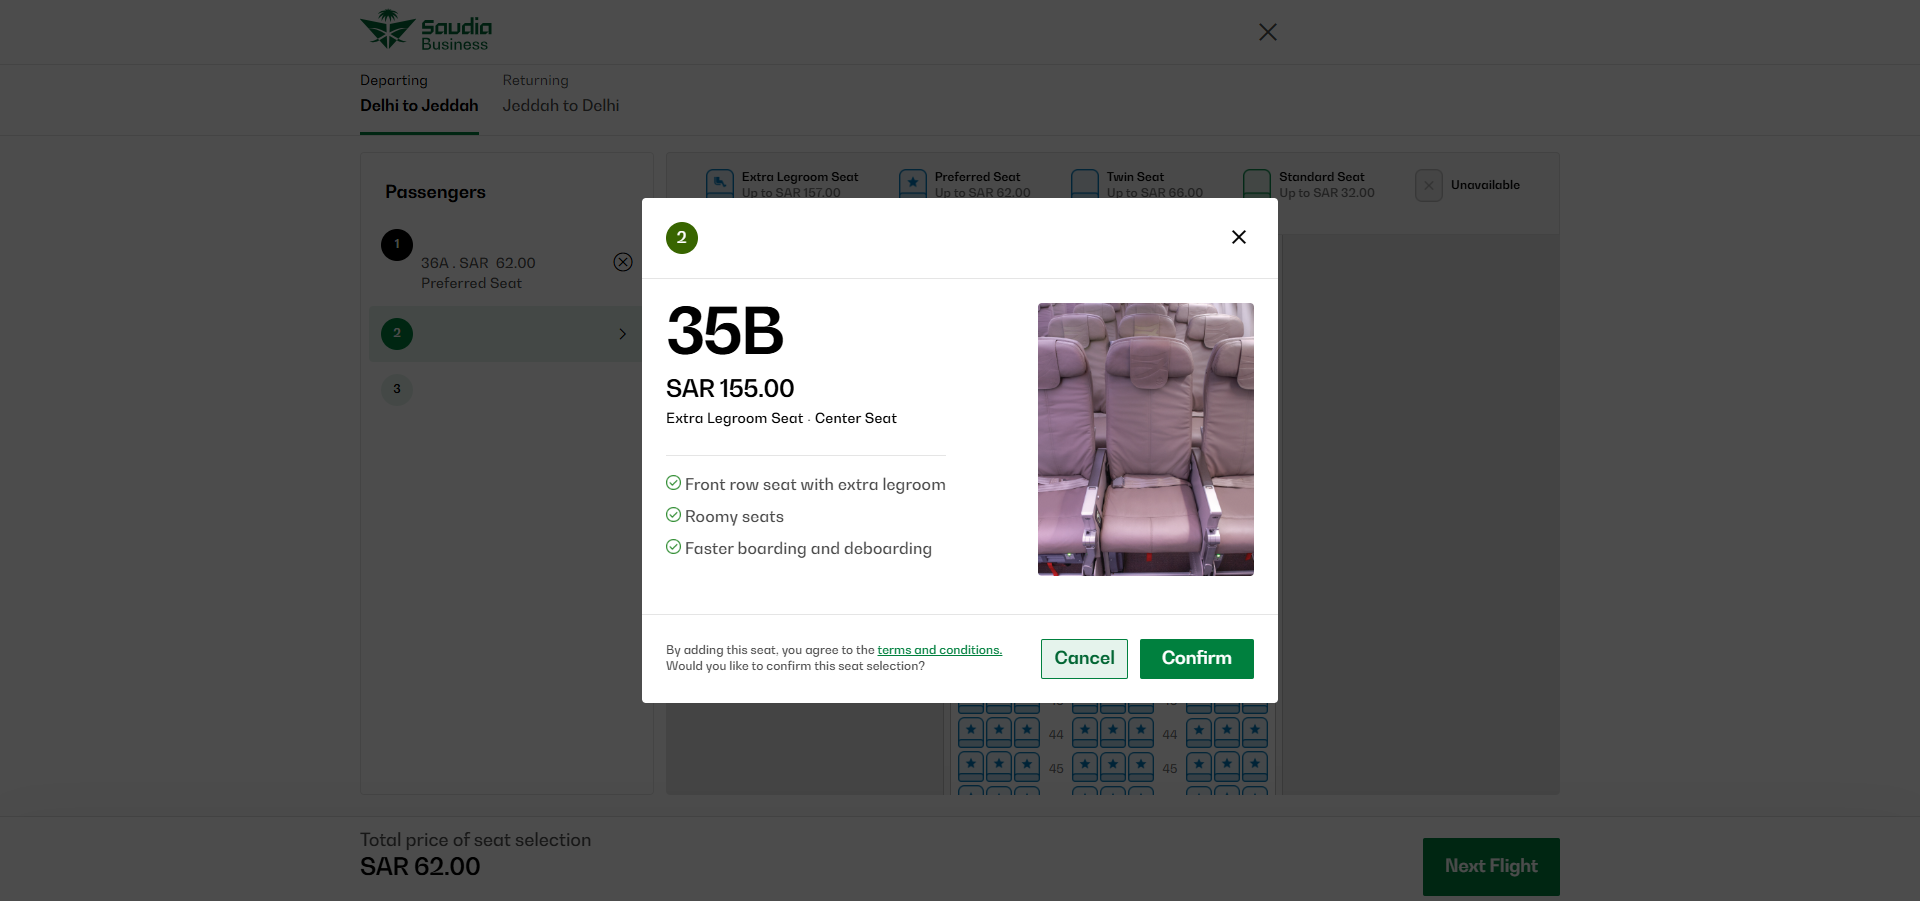 Saudia
Business
Departing
Delhi to Jeddah
Returning
Jeddah to Delhi
Passengers
1
36A . SAR 62.00
Preferred Seat
2
3
Extra Legroom Seat
Up to SAR 157.00
Preferred Seat
Up to SAR 62.00
Twin Seat
Up to SAR 66.00
Standard Seat
Up to SAR 32.00
Unavailable
2
35B
SAR 155.00
Extra Legroom Seat · Center Seat
Front row seat with extra legroom
Roomy seats
Faster boarding and deboarding
By adding this seat, you agree to the terms and conditions.
Would you like to confirm this seat selection?
Cancel
Confirm
44 44
45 45
Total price of seat selection
SAR 62.00
Next Flight